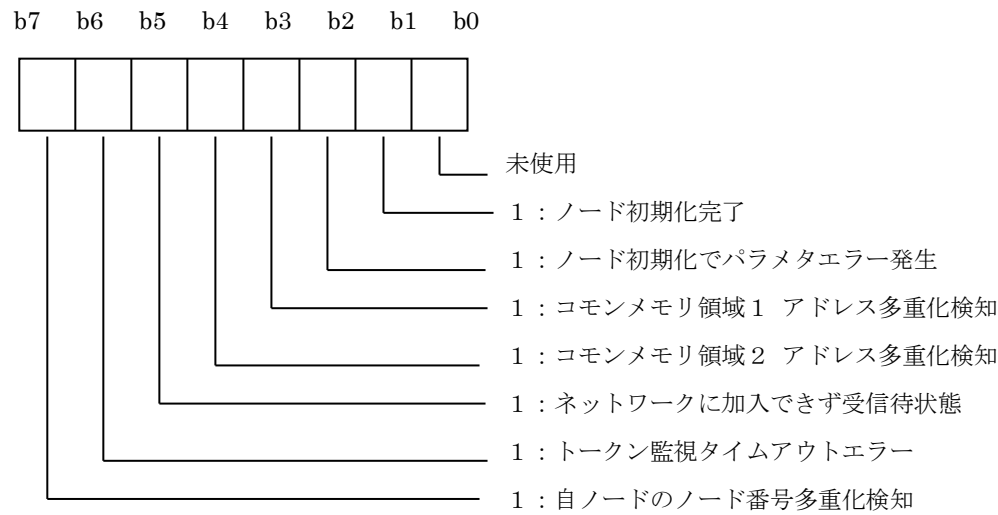 b7 b6 b5 b4 b3 b2 b1 b0
未使用
1：ノード初期化完了
1：ノード初期化でパラメタエラー発生
1：コモンメモリ領域1 アドレス多重化検知
1：コモンメモリ領域2 アドレス多重化検知
1：ネットワークに加入できず受信待状態
1：トークン監視タイムアウトエラー
1：自ノードのノード番号多重化検知